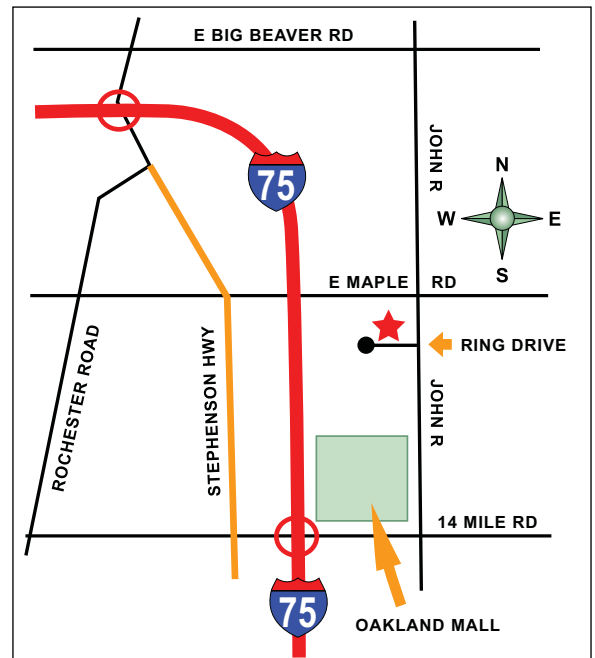 E BIG BEAVER RD
JOHN R
75
N
W E
S
E MAPLE RD
RING DRIVE
ROCHESTER ROAD
STEPHENSON HWY
JOHN R
14 MILE RD
75
OAKLAND MALL